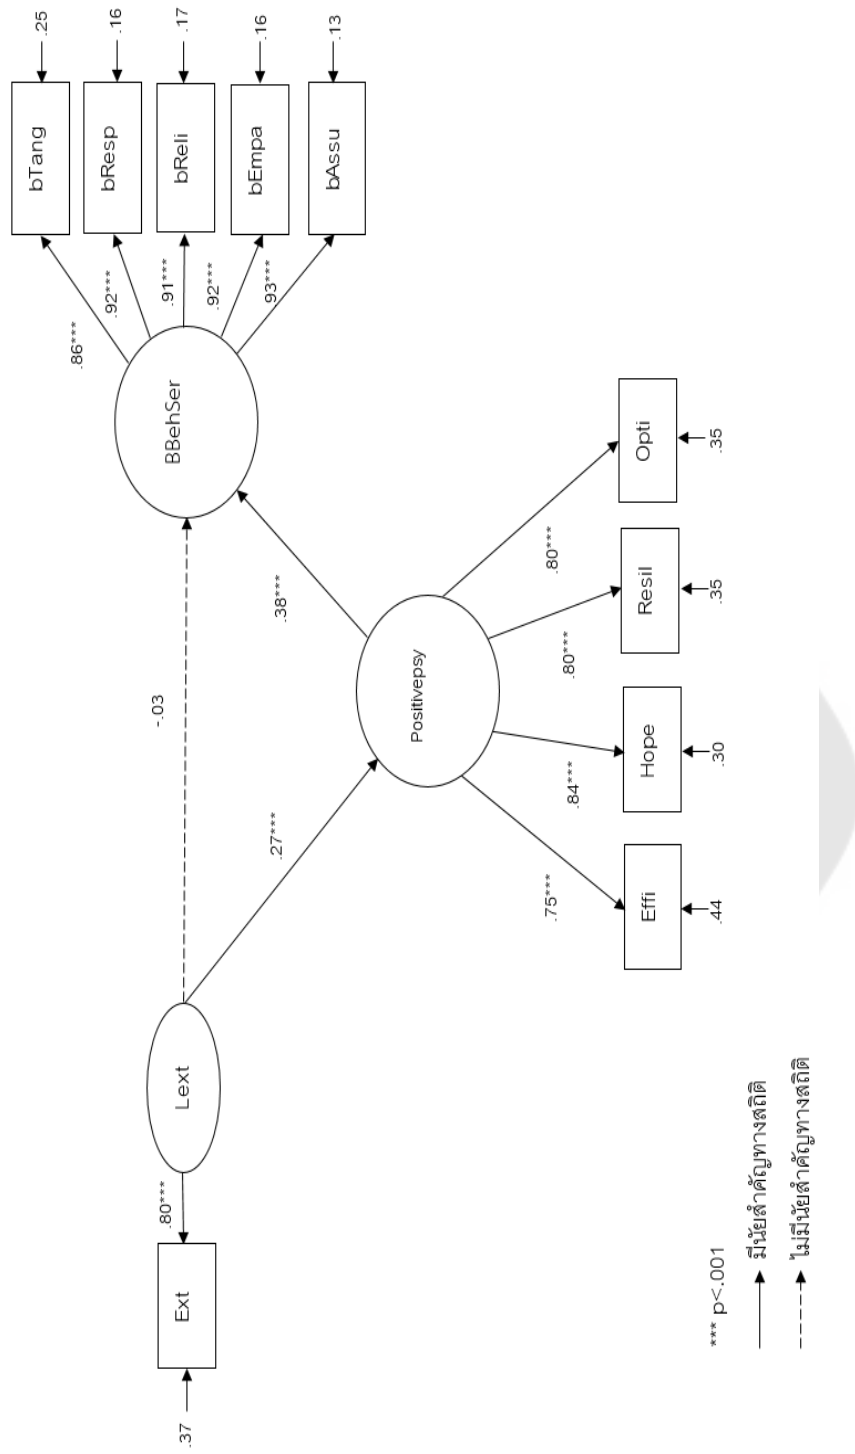 .37
Ext
.80***
Lext
-.03
.27***
BBehSer
.86***
.92***
.91***
.92***
.93***
bTang
bResp
bReli
bEmpa
bAssu
.25
.16
.17
.16
.13
.38***
Positivepsy
.75***
.84***
.80***
.80***
Effi
Hope
Resil
Opti
.44
.30
.35
.35
*** p<.001
มีนัยสำคัญทางสถิติ
ไม่มีนัยสำคัญทางสถิติ